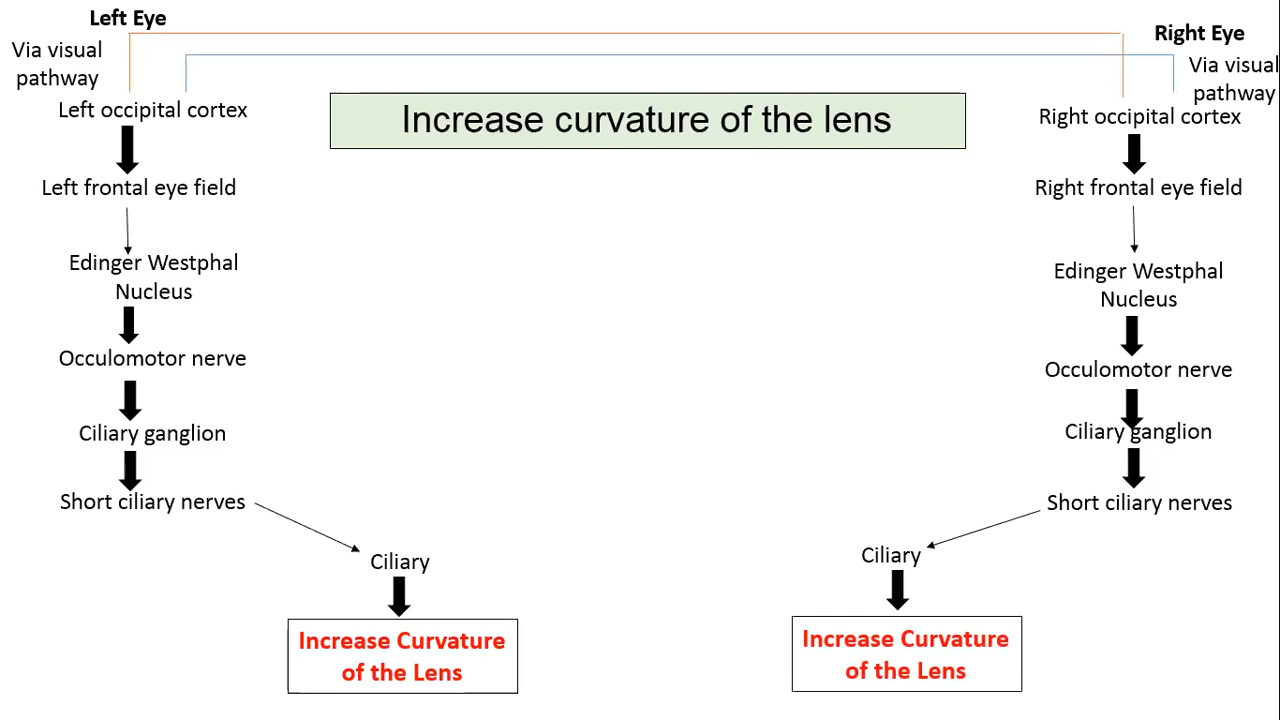 Left Eye
Via visual
pathway
Left occipital cortex
Left frontal eye field
Edinger Westphal
Nucleus
Occulomotor nerve
Ciliary ganglion
Short ciliary nerves
Ciliary
Increase Curvature
of the Lens
Increase curvature of the lens
Right Eye
Via visual
pathway
Right occipital cortex
Right frontal eye field
Edinger Westphal
Nucleus
Occulomotor nerve
Ciliary ganglion
Short ciliary nerves
Ciliary
Increase Curvature
of the Lens